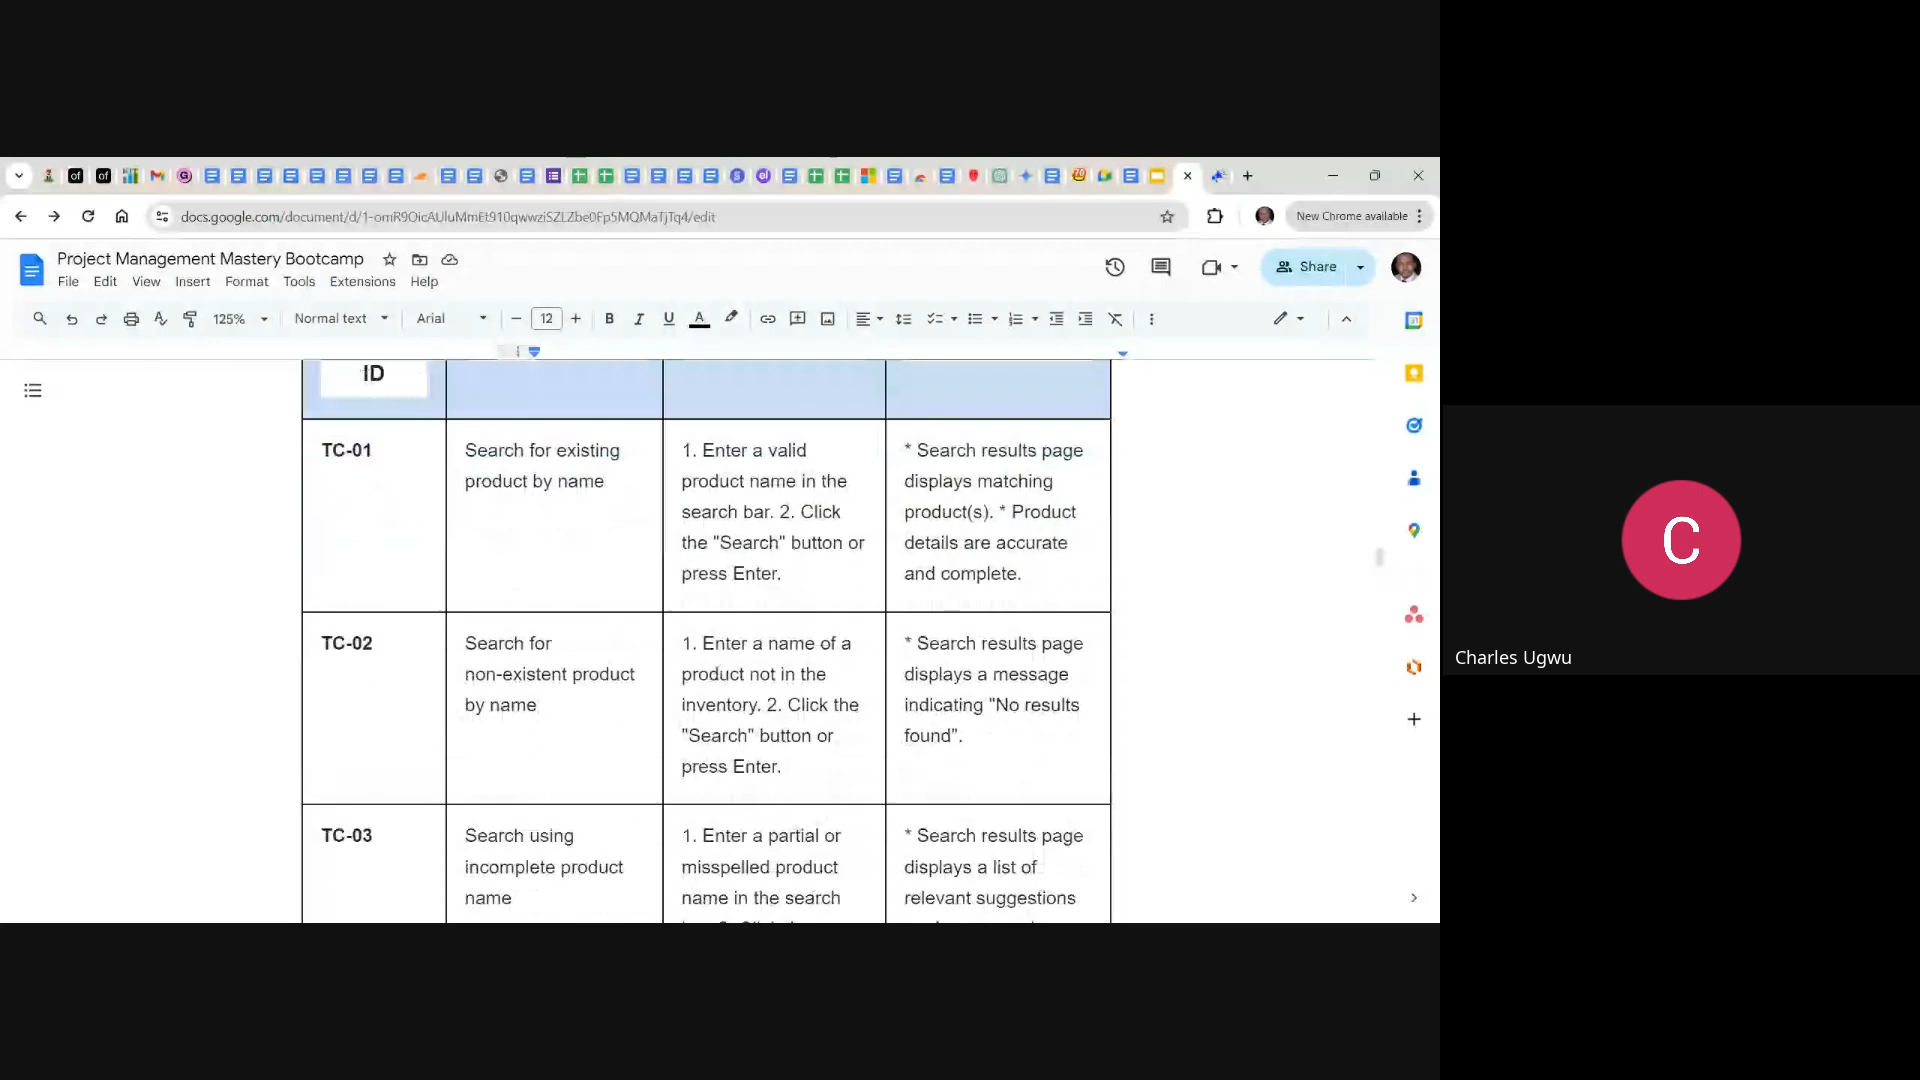 docs.google.com/document/d/1-omR9OicAUluMmEt910qwwziSZLZbe0Fp5MQMaTjTq4/edit
New Chrome available
Project Management Mastery Bootcamp
File Edit View Insert Format Tools Extensions Help
Share
125% Normal text Arial 12
ID
TC-01
Search for existing
product by name
1. Enter a valid
product name in the
search bar. 2. Click
the "Search" button or
press Enter.
* Search results page
displays matching
product(s). * Product
details are accurate
and complete.
TC-02
Search for
non-existent product
by name
1. Enter a name of a
product not in the
inventory. 2. Click the
"Search" button or
press Enter.
* Search results page
displays a message
indicating "No results
found".
TC-03
Search using
incomplete product
name
1. Enter a partial or
misspelled product
name in the search
* Search results page
displays a list of
relevant suggestions
C
Charles Ugwu